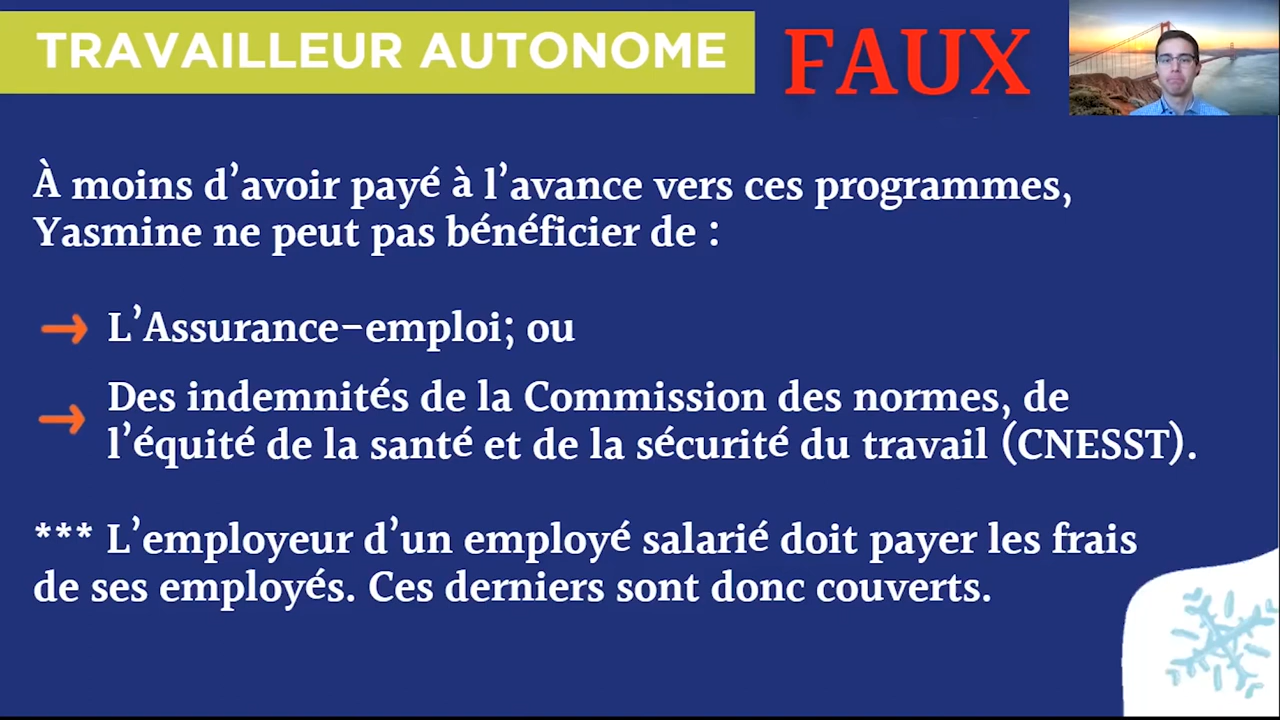 TRAVAILLEUR AUTONOME
FAUX
À moins d’avoir payé à l’avance vers ces programmes,
Yasmine ne peut pas bénéficier de :
→ L’Assurance-emploi; ou
→ Des indemnités de la Commission des normes, de
l’équité de la santé et de la sécurité du travail (CNESST).
*** L’employeur d’un employé salarié doit payer les frais
de ses employés. Ces derniers sont donc couverts.